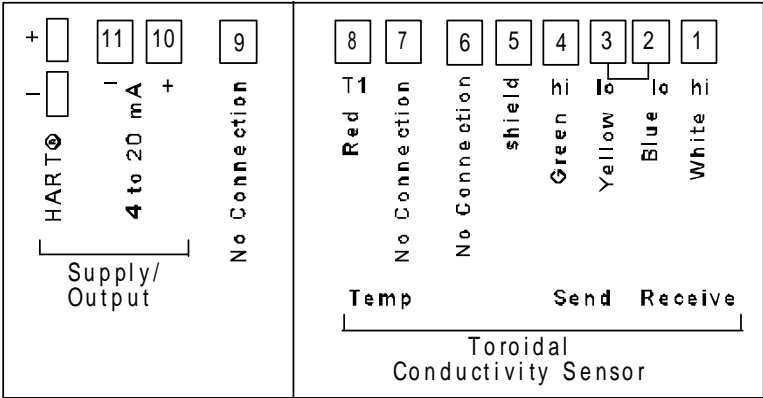 + 11 10 9 8 7 6 5 4 3 2 1
– – + T1 hi lo lo hi
HART®
4 to 20 mA
No Connection
Red
No Connection
No Connection
shield
Green
Yellow
Blue
White
Supply/
Output
Temp Send Receive
Toroidal
Conductivity Sensor